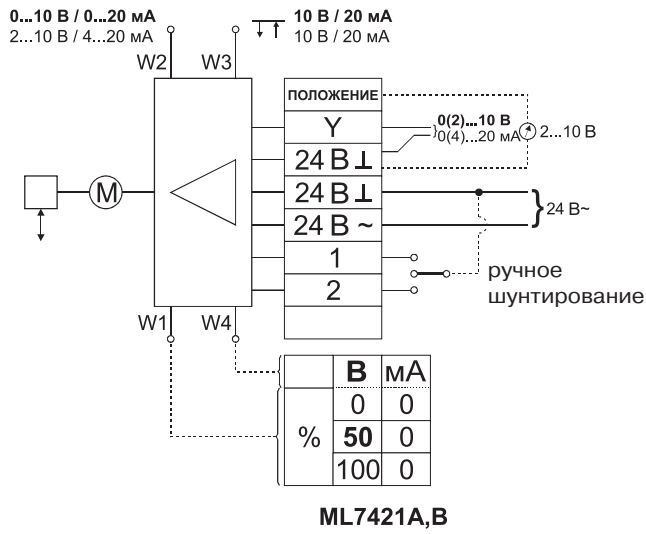 0...10 В / 0...20 мА
2...10 В / 4...20 мА
10 В / 20 мА
10 В / 20 мА
W2
W3
ПОЛОЖЕНИЕ
Y
0(2)...10 В
0(4)...20 мА
2...10 В
24 В ⊥
24 В ⊥
24 В ~
24 В~
M
1
2
ручное
шунтирование
W1
W4
В мА
0 0
% 50 0
100 0
ML7421A,B